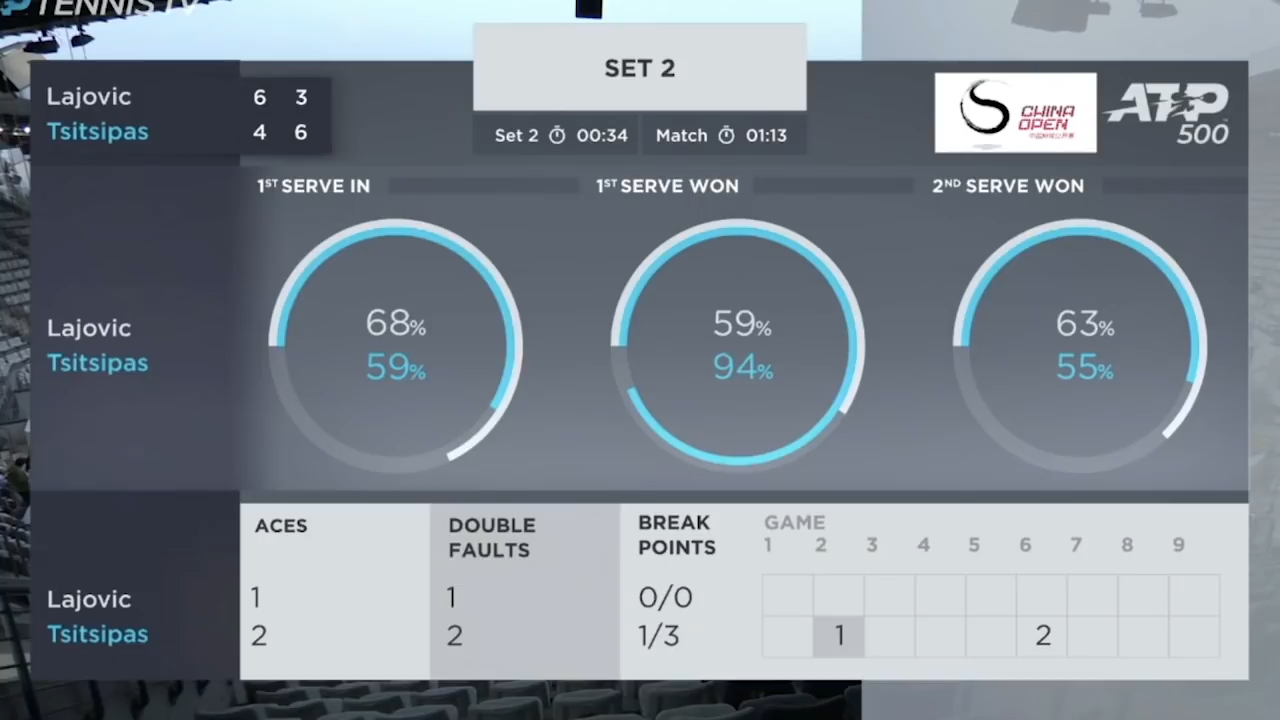 TENNIS TV
SET 2
Lajovic 6 3
Tsitsipas 4 6
Set 2 00:34 Match 01:13
CHINA
OPEN
ATP
500
1ST SERVE IN 1ST SERVE WON 2ND SERVE WON
Lajovic 68% 59% 63%
Tsitsipas 59% 94% 55%
ACES DOUBLE FAULTS BREAK POINTS GAME
1 2 3 4 5 6 7 8 9
Lajovic 1 1 0/0
Tsitsipas 2 2 1/3 1 2